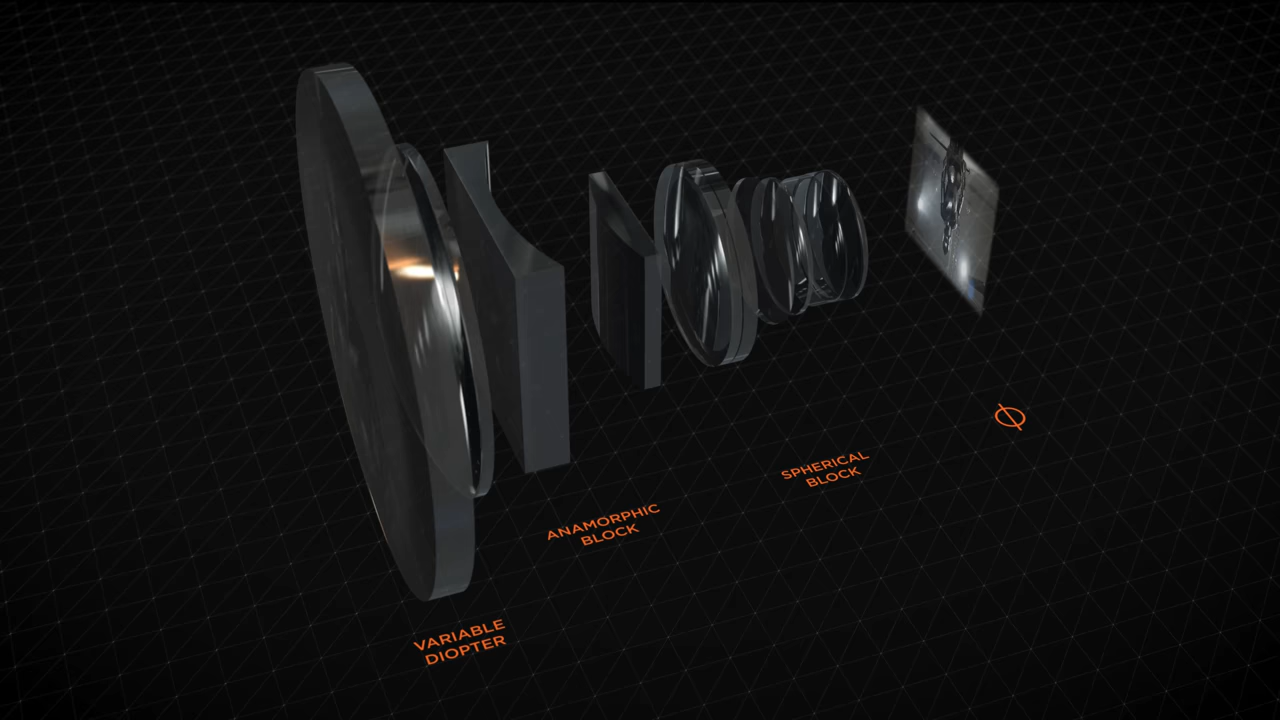 SPHERICAL
BLOCK
ANAMORPHIC
BLOCK
VARIABLE
DIOPTER